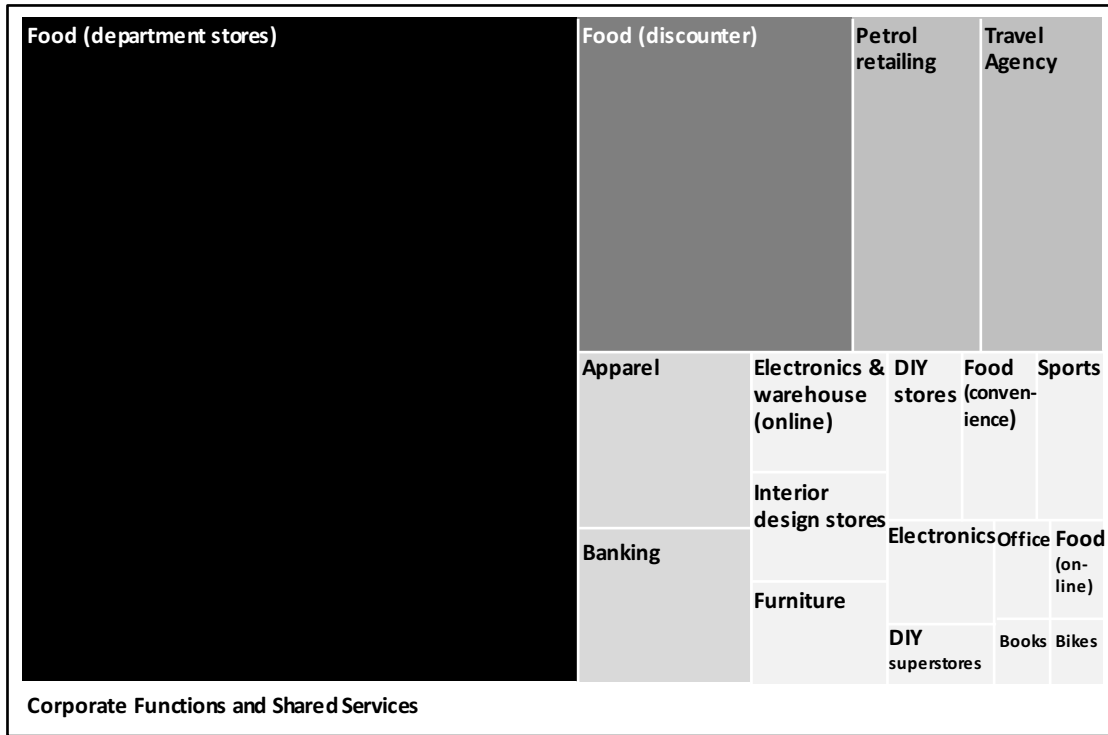 Food (department stores)
Food (discounter)
Petrol
retailing
Travel
Agency
Apparel
Electronics &
warehouse
(online)
DIY
stores
Food
(conven-
ience)
Sports
Interior
design stores
Banking
Electronics
Office
Food
(on-
line)
Furniture
DIY
superstores
Books
Bikes
Corporate Functions and Shared Services